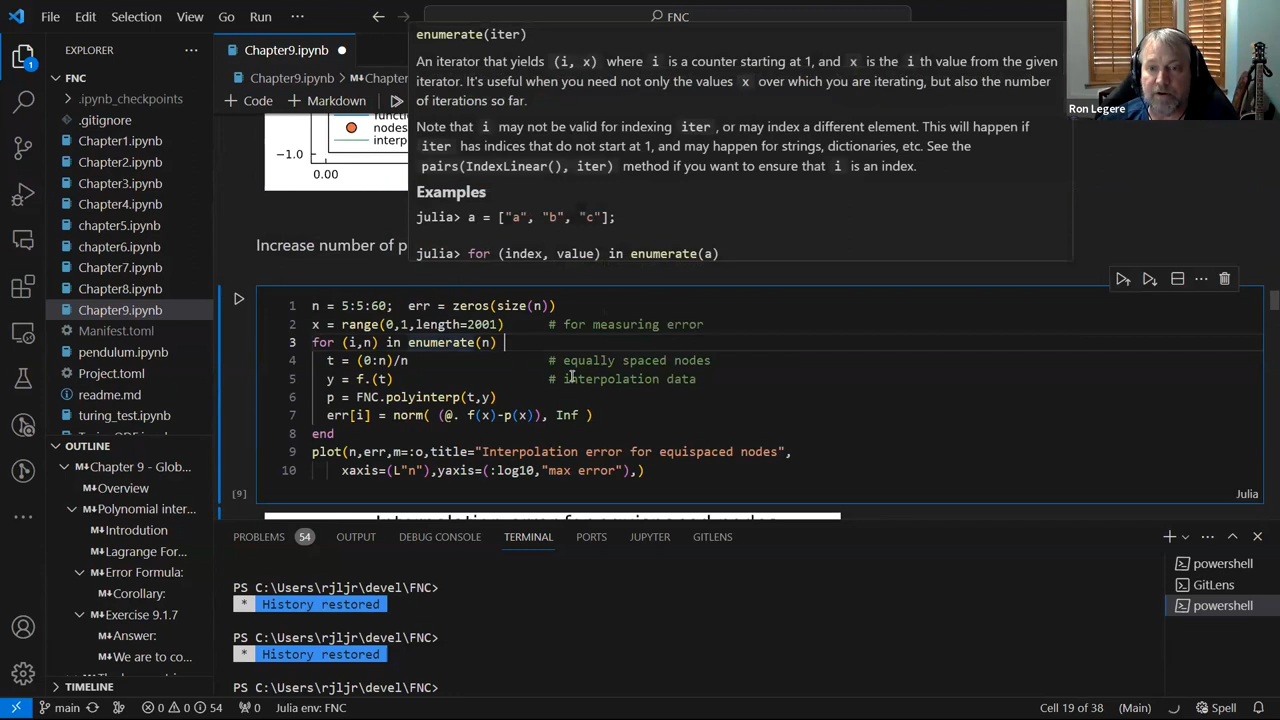 File Edit Selection View Go Run ··· FNC
EXPLORER
FNC
.ipynb_checkpoints
.gitignore
Chapter1.ipynb
Chapter2.ipynb
Chapter3.ipynb
Chapter4.ipynb
chapter5.ipynb
chapter6.ipynb
Chapter7.ipynb
Chapter8.ipynb
Chapter9.ipynb
Manifest.toml
pendulum.ipynb
Project.toml
readme.md
turing_test.ipynb
OUTLINE
Chapter 9 - Glob...
Overview
Polynomial inter...
Introdution
Lagrange For...
Error Formula:
Corollary:
Exercise 9.1.7
Answer:
We are to co...
TIMELINE
Chapter9.ipynb
Chapter9.ipynb > Chapter
+ Code + Markdown
functi
nodes
interp
−1.0
0.00
Increase number of p
enumerate(iter)
An iterator that yields (i, x) where i is a counter starting at 1, and x is the i th value from the given
iterator. It's useful when you need not only the values x over which you are iterating, but also the number
of iterations so far.
Note that i may not be valid for indexing iter , or may index a different element. This will happen if
iter has indices that do not start at 1, and may happen for strings, dictionaries, etc. See the
pairs(IndexLinear(), iter) method if you want to ensure that i is an index.
Examples
julia> a = ["a", "b", "c"];
julia> for (index, value) in enumerate(a)
Ron Legere
1 n = 5:5:60; err = zeros(size(n))
2 x = range(0,1,length=2001) # for measuring error
3 for (i,n) in enumerate(n)
4 t = (0:n)/n # equally spaced nodes
5 y = f.(t) # interpolation data
6 p = FNC.polyinterp(t,y)
7 err[i] = norm( (@. f(x)-p(x)), Inf )
8 end
9 plot(n,err,m=:o,title="Interpolation error for equispaced nodes",
10 xaxis=(L"n"),yaxis=(:log10,"max error"),)
[9] Julia
PROBLEMS 54 OUTPUT DEBUG CONSOLE TERMINAL PORTS JUPYTER GITLENS
PS C:\Users\rjljr\devel\FNC>
* History restored
PS C:\Users\rjljr\devel\FNC>
* History restored
PS C:\Users\rjljr\devel\FNC>
powershell
GitLens
powershell
main 0 0 54 0 Julia env: FNC Cell 19 of 38 (Main) Spell